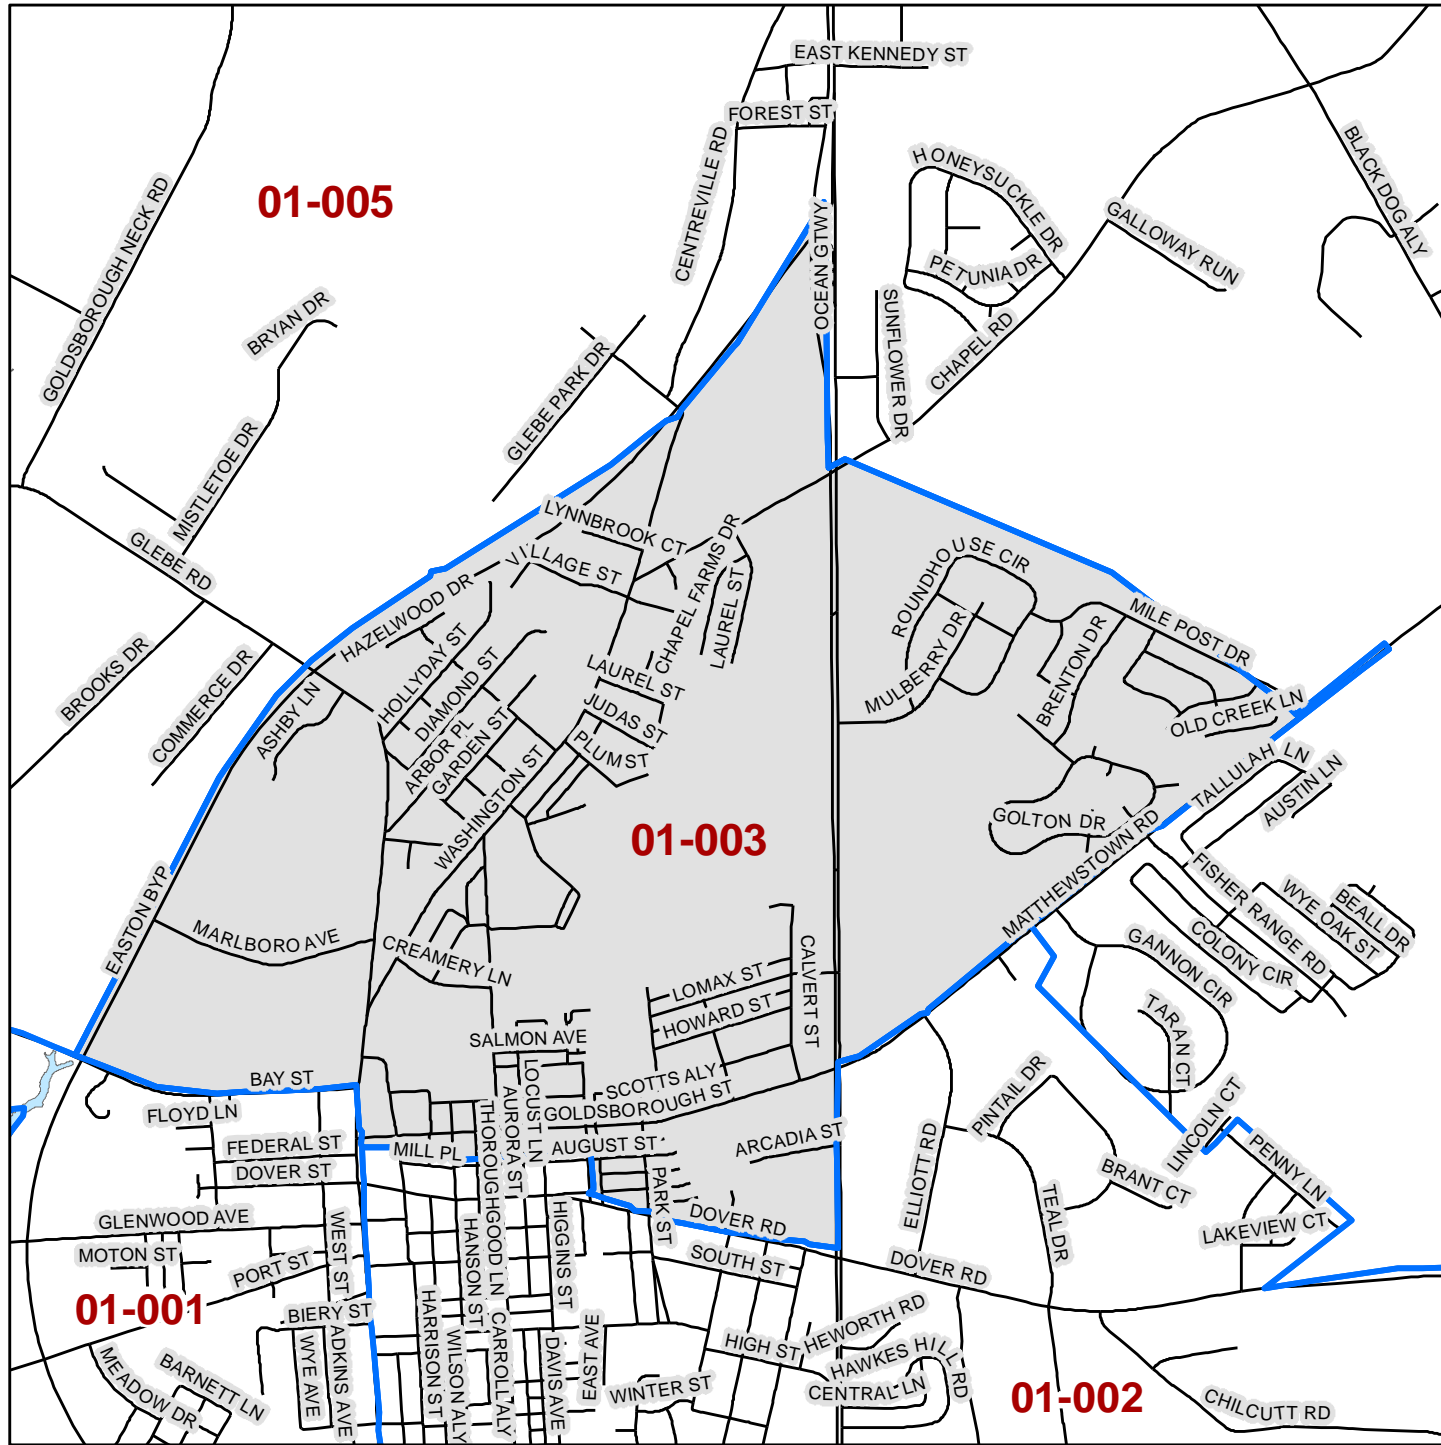 EAST KENNEDY ST
FOREST ST
CENTREVILLE RD
HONEYSUCKLE DR
BLACK DOG ALY
GOLDSBOROUGH NECK RD
01-005
OCEAN GTWY
GALLOWAY RUN
PETUNIA DR
BRYAN DR
SUNFLOWER DR
CHAPEL RD
GLEBE PARK DR
MISTLETOE DR
GLEBE RD
LYNNBROOK CT
VILLAGE ST
CHAPEL FARMS DR
LAUREL ST
ROUNDHOUSE CIR
MULBERRY DR
MILE POST DR
BRENTON DR
OLD CREEK LN
HAZELWOOD DR
HOLLYDAY ST
DIAMOND ST
ARBOR PL
GARDEN ST
LAUREL ST
JUDAS ST
PLUM ST
WASHINGTON ST
BROOKS DR
COMMERCE DR
ASHBY LN
01-003
GOLTON DR
TALLULAH LN
AUSTIN LN
MATTHEWSTOWN RD
FISHER RANGE RD
WYE OAK ST
BEALL DR
COLONY CIR
GANNON CIR
TARAN CT
EASTON BYP
MARLBORO AVE
CREAMERY LN
LOMAX ST
HOWARD ST
CALVERT ST
SALMON AVE
SCOTTS ALY
GOLDSBOROUGH ST
LOCUST LN
AURORA ST
THOROUGHGOOD LN
BAY ST
FLOYD LN
FEDERAL ST
DOVER ST
MILL PL
AUGUST ST
ARCADIA ST
PARK ST
DOVER RD
PINTAIL DR
ELLIOTT RD
LINCOLN CT
PENNY LN
BRANT CT
LAKEVIEW CT
TEAL DR
GLENWOOD AVE
MOTON ST
PORT ST
WEST ST
HANSON ST
HIGGINS ST
SOUTH ST
DOVER RD
01-001
BIERY ST
WYE AVE
ADKINS AVE
HARRISON ST
WILSON ALY
CARROLL ALY
DAVIS AVE
EAST AVE
HIGH ST
HEWORTH RD
HAWKES HILL RD
CENTRAL LN
WINTER ST
MEADOW DR
BARNETT LN
01-002
CHILCUTT RD